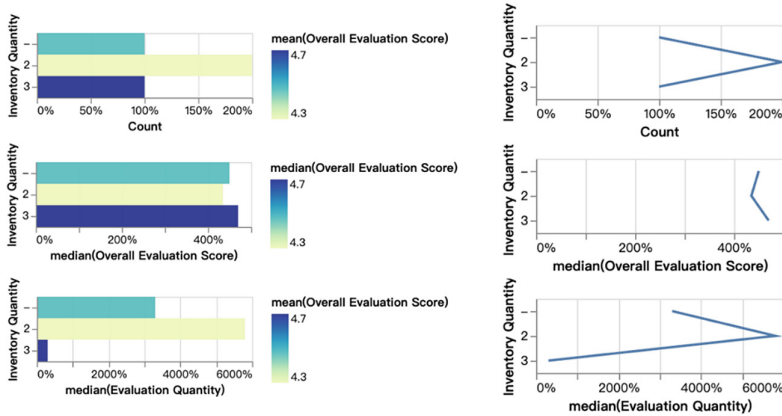 mean(Overall Evaluation Score)
Inventory Quantity
–
2
3
0% 50% 100% 150% 200%
Count
4.7
4.3
Inventory Quantity
–
2
3
0% 50% 100% 150% 200%
Count
median(Overall Evaluation Score)
Inventory Quantity
–
2
3
0% 200% 400%
median(Overall Evaluation Score)
4.7
4.3
Inventory Quantit
–
2
3
0% 200% 400%
median(Overall Evaluation Score)
mean(Overall Evaluation Score)
Inventory Quantity
–
2
3
0% 2000% 4000% 6000%
median(Evaluation Quantity)
4.7
4.3
Inventory Quantity
–
2
3
0% 2000% 4000% 6000%
median(Evaluation Quantity)